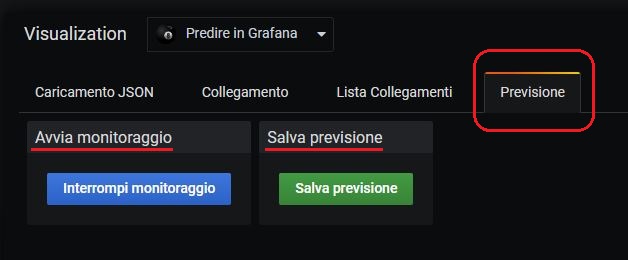 Visualization
Predire in Grafana
Caricamento JSON
Collegamento
Lista Collegamenti
Previsione
Avvia monitoraggio
Salva previsione
Interrompi monitoraggio
Salva previsione